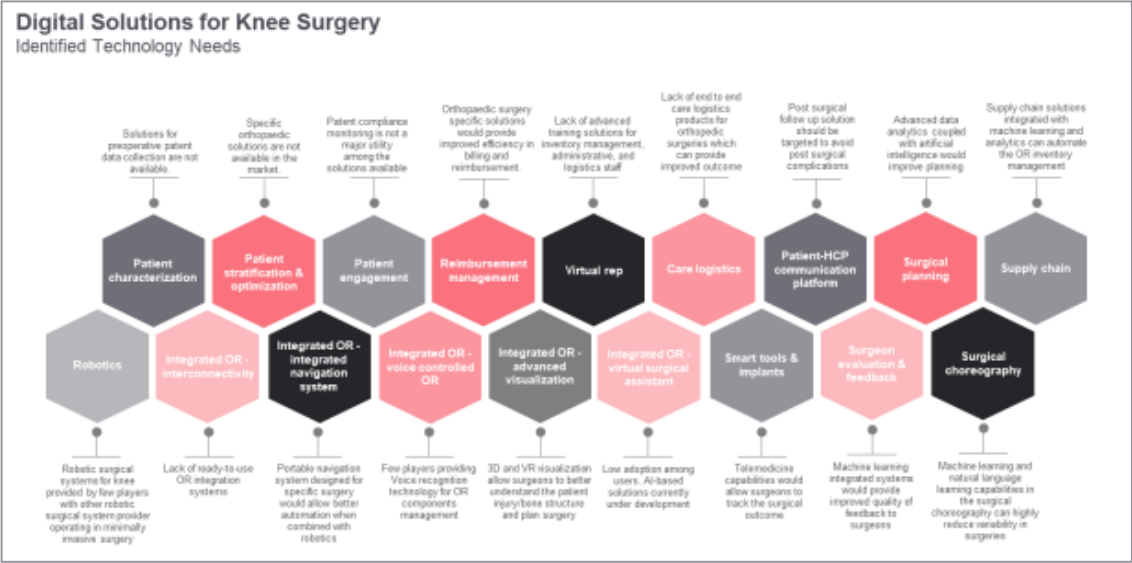 Digital Solutions for Knee Surgery
Identified Technology Needs
Solutions for
preoperative patient
data collection are not
available.
Specific
orthopaedic
solutions are not
available in the
market.
Patent compliance
monitoring is not a
major utility
among the
solutions available
Orthopaedic surgery
specific solutions
would provide
improved efficiency in
billing and
reimbursement.
Lack of advanced
training solutions for
inventory management,
administrative, and
logistics staff
Lack of end to end
care logistics
products for
orthopedic
surgeries which
can provide
improved outcome
Post surgical
follow up solution
should be
targeted to avoid
post surgical
complications
Advanced data
analytics coupled
with artificial
intelligence would
improve planning
Supply chain solutions
integrated with
machine learning and
analytics can automate
the OR inventory
management
Patient
characterization
Patient
stratification &
optimization
Patient
engagement
Reimbursement
management
Virtual rep
Care logistics
Patient-HCP
communication
platform
Surgical
planning
Supply chain
Robotics
Integrated OR -
interconnectivity
Integrated OR -
integrated
navigation
system
Integrated OR -
voice controlled
OR
Integrated OR -
advanced
visualization
Integrated OR -
virtual surgical
assistant
Smart tools &
implants
Surgeon
evaluation &
feedback
Surgical
choreography
Robotic surgical
systems for knee
provided by few players
with other robotic
surgical system provider
operating in minimally
invasive surgery
Lack of ready-to-use
OR integration
systems
Portable navigation
system designed for
specific surgery
would allow better
automation when
combined with
robotics
Few players providing
Voice recognition
technology for OR
components
management
3D and VR visualization
allow surgeons to better
understand the patient
injury/bone structure
and plan surgery
Low adoption among
users. AI-based
solutions currently
under development
Telemedicine
capabilities would
allow surgeons to
track the surgical
outcome
Machine learning
integrated systems
would provide
improved quality of
feedback to
surgeons
Machine learning and
natural language
learning capabilities in
the surgical
choreography can highly
reduce variability in
surgeries